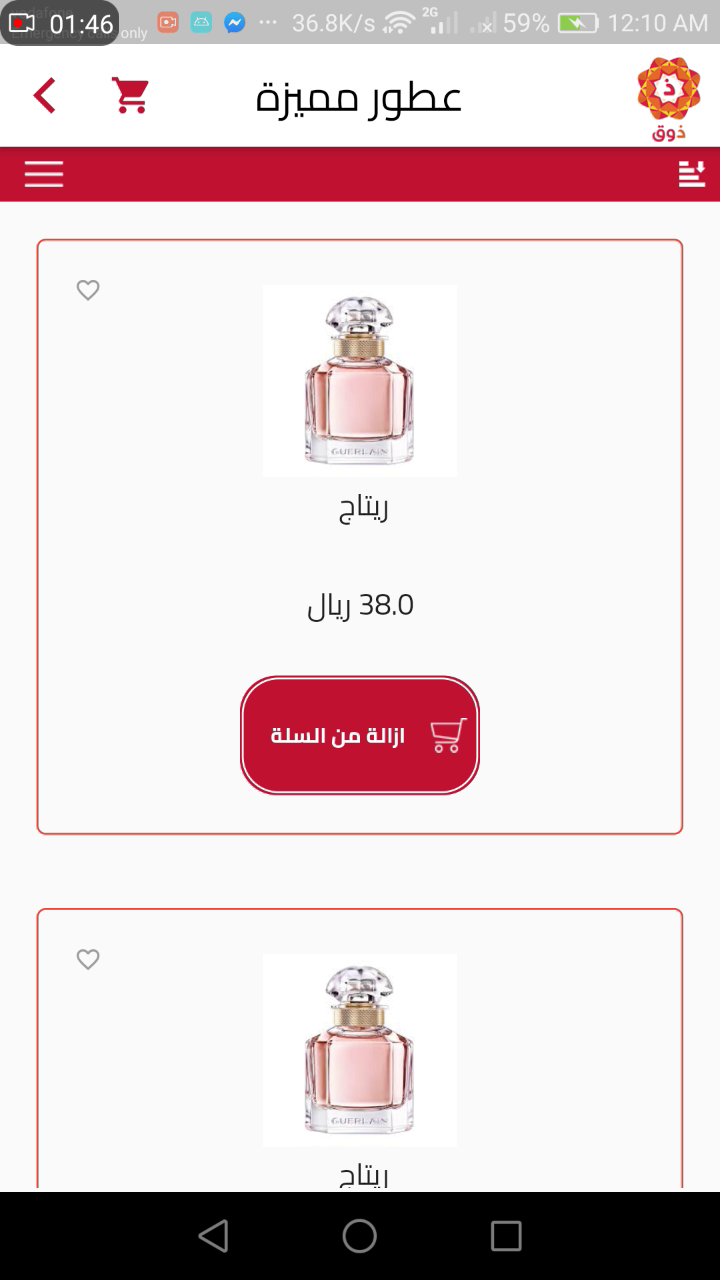 01:46
only
36.8K/s
2G
59%
12:10 AM
عطور مميزة
ذ
ذوق
GUERLAIN
ريتاج
38.0 ريال
ازالة من السلة
GUERLAIN
ريتاج